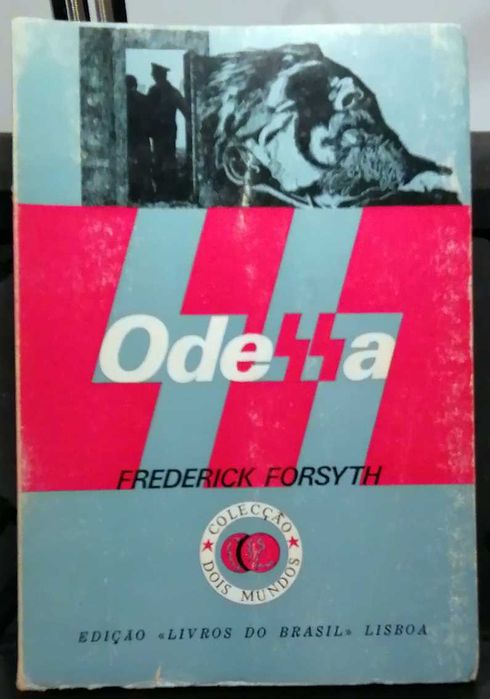 Odessa
FREDERICK FORSYTH
COLECÇÃO
DOIS MUNDOS
EDIÇÃO «LIVROS DO BRASIL» LISBOA